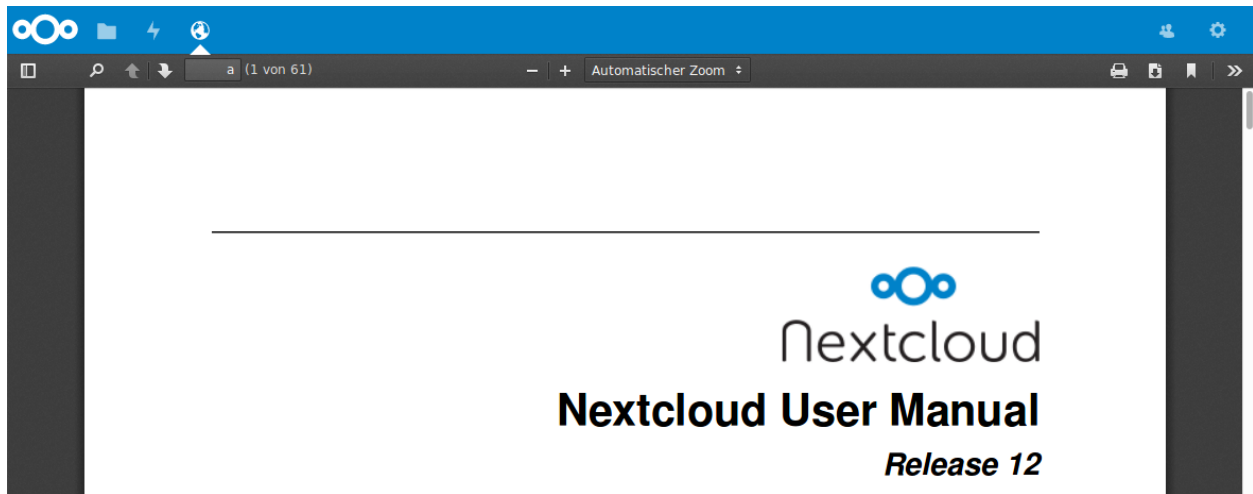 a (1 von 61)
Automatischer Zoom
Nextcloud
Nextcloud User Manual
Release 12